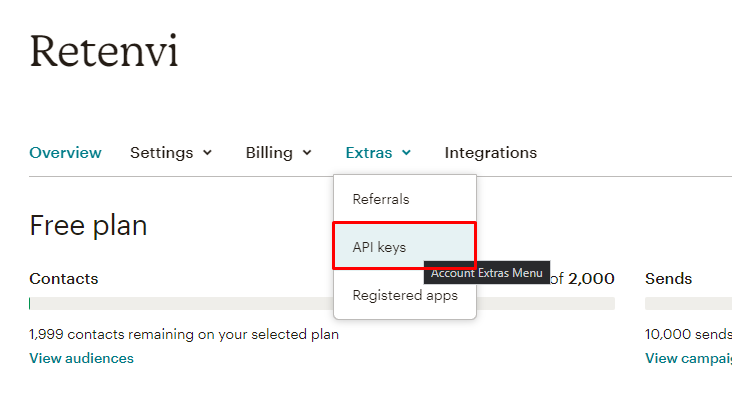 Retenvi
Overview Settings Billing Extras Integrations
Referrals
Free plan
API keys
Account Extras Menu
Contacts of 2,000 Sends
Registered apps
1,999 contacts remaining on your selected plan 10,000 sends
View audiences View campaig